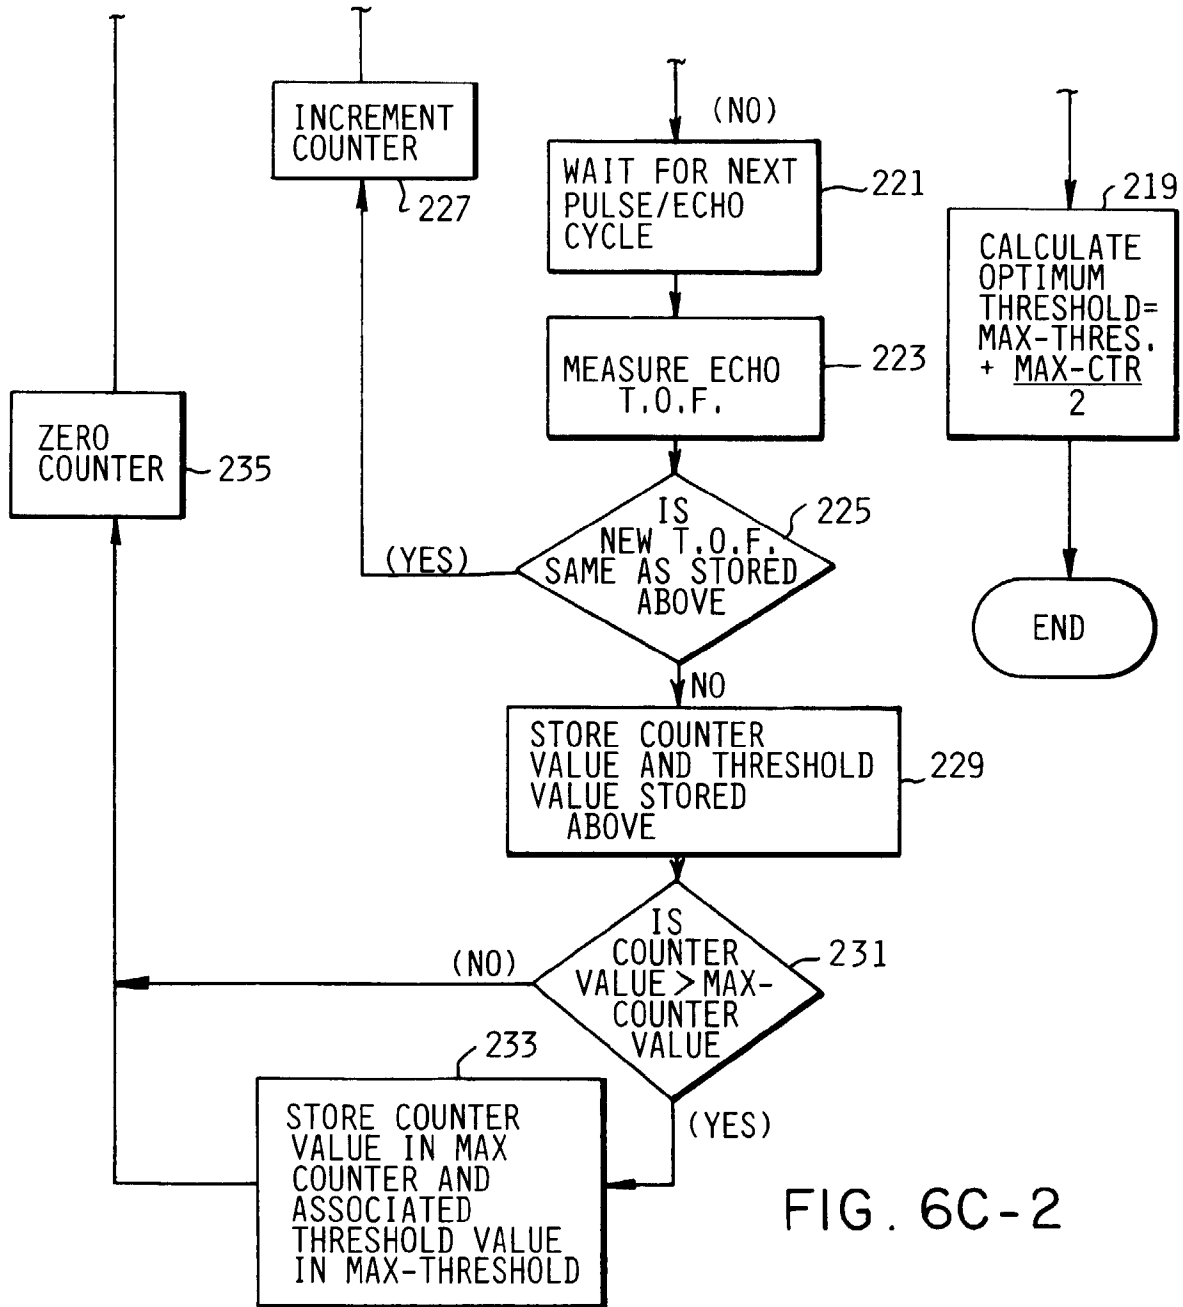 INCREMENT
COUNTER
227
(NO)
WAIT FOR NEXT
PULSE/ECHO
CYCLE
221
219
CALCULATE
OPTIMUM
THRESHOLD=
MAX-THRES.
+ MAX-CTR
2
MEASURE ECHO
T.O.F.
223
ZERO
COUNTER
235
IS
NEW T.O.F.
SAME AS STORED
ABOVE
225
(YES)
END
NO
STORE COUNTER
VALUE AND THRESHOLD
VALUE STORED
ABOVE
229
IS
COUNTER
VALUE > MAX-
COUNTER
VALUE
231
(NO)
(YES)
233
STORE COUNTER
VALUE IN MAX
COUNTER AND
ASSOCIATED
THRESHOLD VALUE
IN MAX-THRESHOLD
FIG. 6C-2